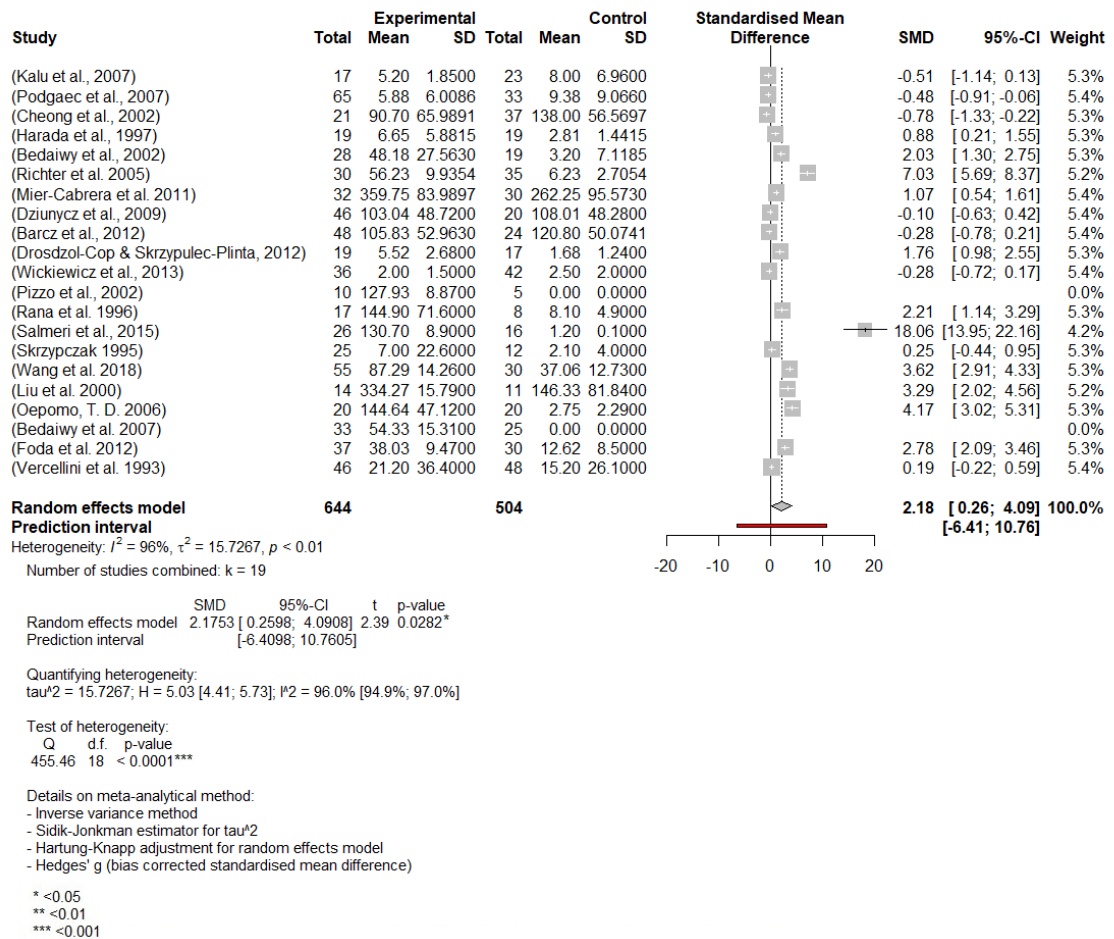 Experimental Control Standardised Mean
Study Total Mean SD Total Mean SD Difference SMD 95%-CI Weight
(Kalu et al., 2007) 17 5.20 1.8500 23 8.00 6.9600 -0.51 [-1.14; 0.13] 5.3%
(Podgaec et al., 2007) 65 5.88 6.0086 33 9.38 9.0660 -0.48 [-0.91; -0.06] 5.4%
(Cheong et al., 2002) 21 90.70 65.9891 37 138.00 56.5697 -0.78 [-1.33; -0.22] 5.4%
(Harada et al., 1997) 19 6.65 5.8815 19 2.81 1.4415 0.88 [0.21; 1.55] 5.3%
(Bedaiwy et al., 2002) 28 48.18 27.5630 19 3.20 7.1185 2.03 [1.30; 2.75] 5.3%
(Richter et al. 2005) 30 56.23 9.9354 35 6.23 2.7054 7.03 [5.69; 8.37] 5.2%
(Mier-Cabrera et al. 2011) 32 359.75 83.9897 30 262.25 95.5730 1.07 [0.54; 1.61] 5.4%
(Dziunycz et al., 2009) 46 103.04 48.7200 20 108.01 48.2800 -0.10 [-0.63; 0.42] 5.4%
(Barcz et al., 2012) 48 105.83 52.9630 24 120.80 50.0741 -0.28 [-0.78; 0.21] 5.4%
(Drosdzol-Cop & Skrzypulec-Plinta, 2012) 19 5.52 2.6800 17 1.68 1.2400 1.76 [0.98; 2.55] 5.3%
(Wickiewicz et al., 2013) 36 2.00 1.5000 42 2.50 2.0000 -0.28 [-0.72; 0.17] 5.4%
(Pizzo et al., 2002) 10 127.93 8.8700 5 0.00 0.0000 0.0%
(Rana et al. 1996) 17 144.90 71.6000 8 8.10 4.9000 2.21 [1.14; 3.29] 5.3%
(Salmeri et al., 2015) 26 130.70 8.9000 16 1.20 0.1000 18.06 [13.95; 22.16] 4.2%
(Skrzypczak 1995) 25 7.00 22.6000 12 2.10 4.0000 0.25 [-0.44; 0.95] 5.3%
(Wang et al. 2018) 55 87.29 14.2600 30 37.06 12.7300 3.62 [2.91; 4.33] 5.3%
(Liu et al. 2000) 14 334.27 15.7900 11 146.33 81.8400 3.29 [2.02; 4.56] 5.3%
(Oepomo, T. D. 2006) 20 144.64 47.1200 20 2.75 2.2900 4.17 [3.02; 5.31] 5.3%
(Bedaiwy et al. 2007) 33 54.33 15.3100 25 0.00 0.0000 0.0%
(Foda et al. 2012) 37 38.03 9.4700 30 12.62 8.5000 2.78 [2.09; 3.46] 5.3%
(Vercellini et al. 1993) 46 21.20 36.4000 48 15.20 26.1000 0.19 [-0.22; 0.59] 5.4%
Random effects model 644 504 2.18 [0.26; 4.09] 100.0%
Prediction interval [-6.41; 10.76]
Heterogeneity: I² = 96%, τ² = 15.7267, p < 0.01
-20 -10 0 10 20
Number of studies combined: k = 19
SMD 95%-CI t p-value
Random effects model 2.1753 [ 0.2598; 4.0908] 2.39 0.0282*
Prediction interval [-6.4098; 10.7605]
Quantifying heterogeneity:
tau^2 = 15.7267; H = 5.03 [4.41; 5.73]; I^2 = 96.0% [94.9%; 97.0%]
Test of heterogeneity:
Q d.f. p-value
455.46 18 < 0.0001***
Details on meta-analytical method:
- Inverse variance method
- Sidik-Jonkman estimator for tau^2
- Hartung-Knapp adjustment for random effects model
- Hedges' g (bias corrected standardised mean difference)
* <0.05
** <0.01
*** <0.001